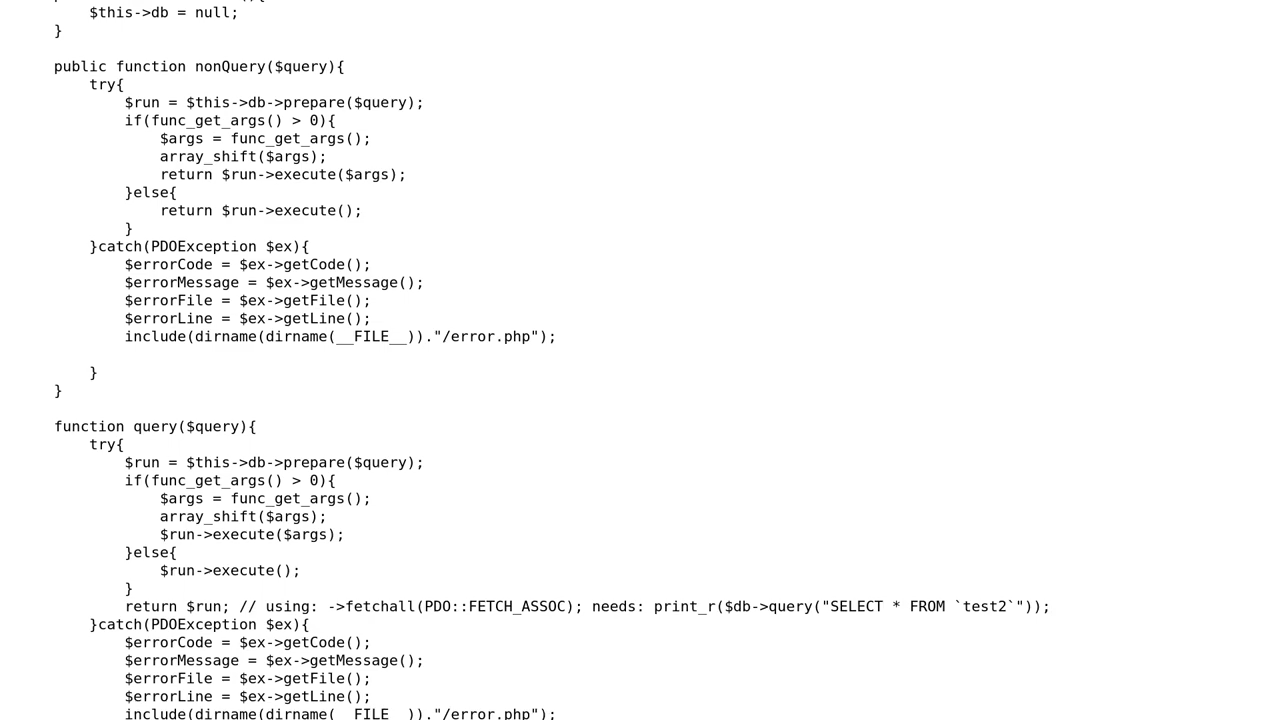 $this->db = null;
}
public function nonQuery($query){
try{
$run = $this->db->prepare($query);
if(func_get_args() > 0){
$args = func_get_args();
array_shift($args);
return $run->execute($args);
}else{
return $run->execute();
}
}catch(PDOException $ex){
$errorCode = $ex->getCode();
$errorMessage = $ex->getMessage();
$errorFile = $ex->getFile();
$errorLine = $ex->getLine();
include(dirname(dirname(__FILE__))."/error.php");
}
}
function query($query){
try{
$run = $this->db->prepare($query);
if(func_get_args() > 0){
$args = func_get_args();
array_shift($args);
$run->execute($args);
}else{
$run->execute();
}
return $run; // using: ->fetchall(PDO::FETCH_ASSOC); needs: print_r($db->query("SELECT * FROM `test2`"));
}catch(PDOException $ex){
$errorCode = $ex->getCode();
$errorMessage = $ex->getMessage();
$errorFile = $ex->getFile();
$errorLine = $ex->getLine();
include(dirname(dirname(__FILE__))."/error.php");